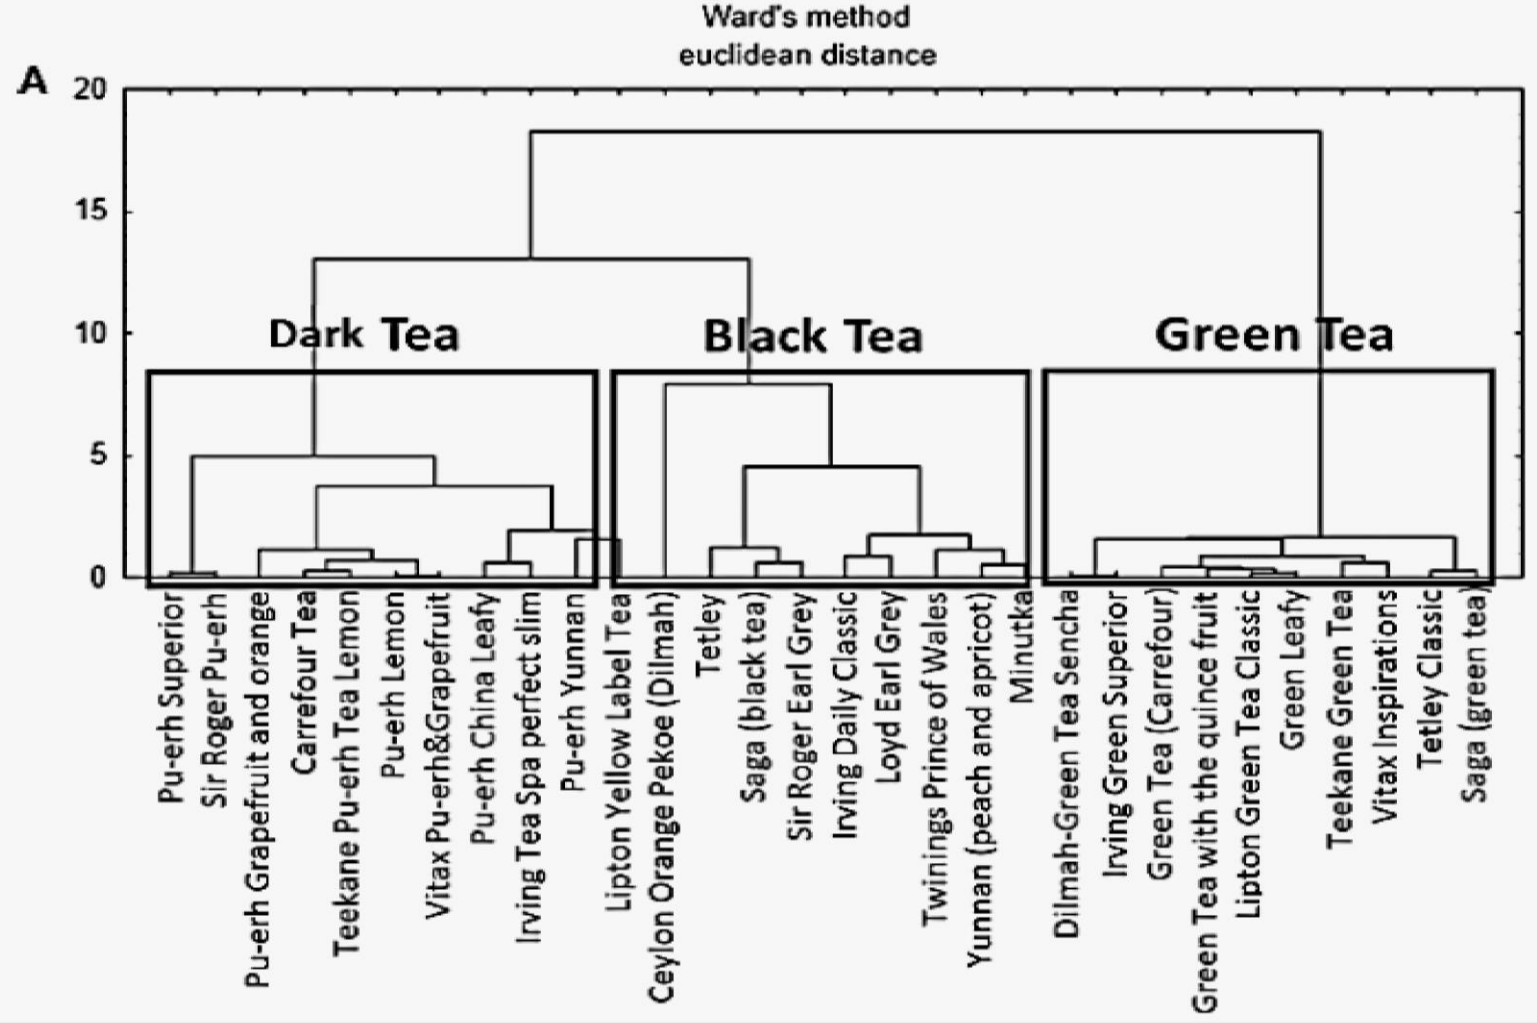 Ward's method
euclidean distance
A
20
15
10
5
0
Dark Tea
Black Tea
Green Tea
Pu-erh Superior
Sir Roger Pu-erh
Pu-erh Grapefruit and orange
Carrefour Tea
Teekane Pu-erh Tea Lemon
Pu-erh Lemon
Vitax Pu-erh&Grapefruit
Pu-erh China Leafy
Irving Tea Spa perfect slim
Pu-erh Yunnan
Lipton Yellow Label Tea
Ceylon Orange Pekoe (Dilmah)
Tetley
Saga (black tea)
Sir Roger Earl Grey
Irving Daily Classic
Loyd Earl Grey
Twinings Prince of Wales
Yunnan (peach and apricot)
Minutka
Dilmah-Green Tea Sencha
Irving Green Superior
Green Tea (Carrefour)
Green Tea with the quince fruit
Lipton Green Tea Classic
Green Leafy
Teekane Green Tea
Vitax Inspirations
Tetley Classic
Saga (green tea)